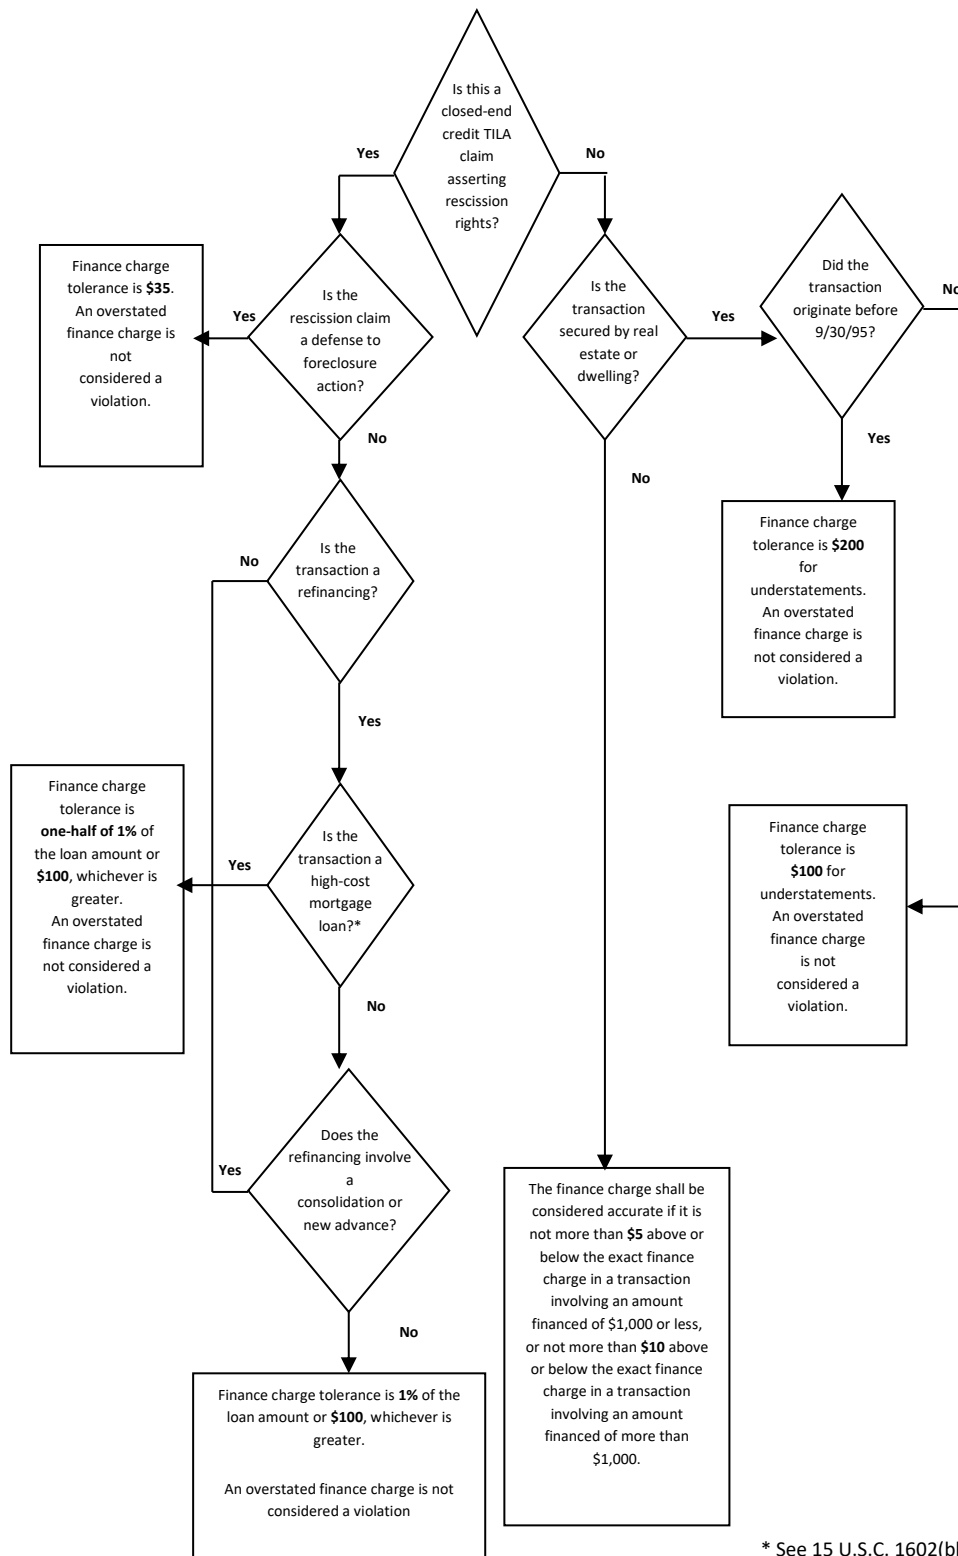 Is this a
closed-end
credit TILA
claim
asserting
rescission
rights?
Yes
No
Finance charge
tolerance is $35.
An overstated
finance charge is
not
considered a
violation.
Yes
Is the
rescission claim
a defense to
foreclosure
action?
Is the
transaction
secured by real
estate or
dwelling?
Yes
Did the
transaction
originate before
9/30/95?
No
No
No
Yes
Finance charge
tolerance is $200
for
understatements.
An overstated
finance charge is
not considered a
violation.
No
Is the
transaction a
refinancing?
Yes
Finance charge
tolerance is
one-half of 1% of
the loan amount or
$100, whichever is
greater.
An overstated
finance charge is
not considered a
violation.
Yes
Is the
transaction a
high-cost
mortgage
loan?*
Finance charge
tolerance is
$100 for
understatements.
An overstated
finance charge
is not
considered a
violation.
No
Yes
Does the
refinancing involve
a
consolidation or
new advance?
No
The finance charge shall be
considered accurate if it is
not more than $5 above or
below the exact finance
charge in a transaction
involving an amount
financed of $1,000 or less,
or not more than $10 above
or below the exact finance
charge in a transaction
involving an amount
financed of more than
$1,000.
Finance charge tolerance is 1% of the
loan amount or $100, whichever is
greater.
An overstated finance charge is not
considered a violation
* See 15 U.S.C. 1602(b